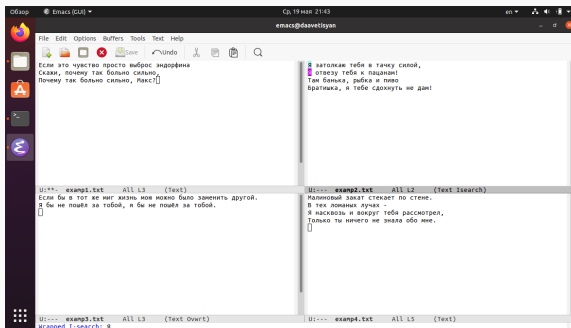 Обзор
Emacs (GUI)
Ср, 19 мая 21:43
en
emacs@daavetisyan
File Edit Options Buffers Tools Text Help
Save Undo
Если это чувство просто выброс эндорфина
Скажи, почему так больно сильно,
Почему так больно сильно, Макс?
U:**- examp1.txt All L3 (Text)
Я затолкаю тебя в тачку силой,
Я отвезу тебя к пацанам!
Там банька, рыбка и пиво
Братишка, я тебе сдохнуть не дам!
U:--- examp2.txt All L2 (Text Isearch)
Если бы в тот же миг жизнь моя можно было заменить другой.
Я бы не пошёл за тобой, я бы не пошёл за тобой.
U:--- examp3.txt All L3 (Text Ovwrt)
Малиновый закат стекает по стене.
В тех ломаных лучах -
Я насквозь и вокруг тебя рассмотрел,
Только ты ничего не знала обо мне.
U:--- examp4.txt All L5 (Text)
Wrapped I-search: Я